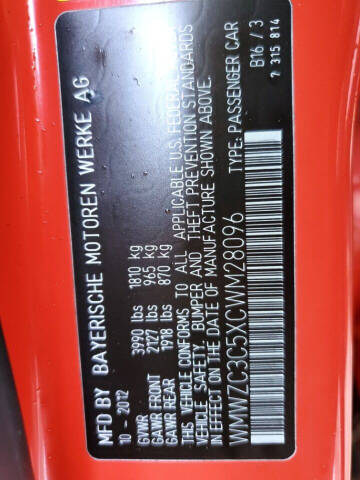 MFD BY BAYERISCHE MOTOREN WERKE AG
10-2012
GVWR 3990 lbs 1810 kg
GAWR FRONT 2127 lbs 965 kg
GAWR REAR 1918 lbs 870 kg
THIS VEHICLE CONFORMS TO ALL APPLICABLE U.S. FEDERAL
VEHICLE SAFETY, BUMPER AND THEFT PREVENTION STANDARDS
IN EFFECT ON THE DATE OF MANUFACTURE SHOWN ABOVE.
WMWZC3C5XCWM28096 TYPE: PASSENGER CAR
B16 / 3
7 315 814